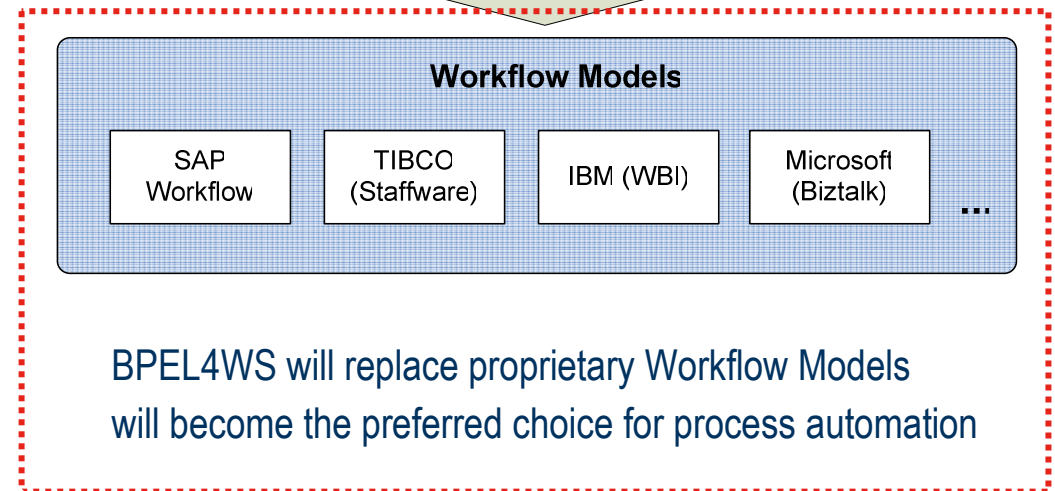 Workflow Models
SAP
Workflow
TIBCO
(Staffware)
IBM (WBI)
Microsoft
(Biztalk)
...
BPEL4WS will replace proprietary Workflow Models
will become the preferred choice for process automation